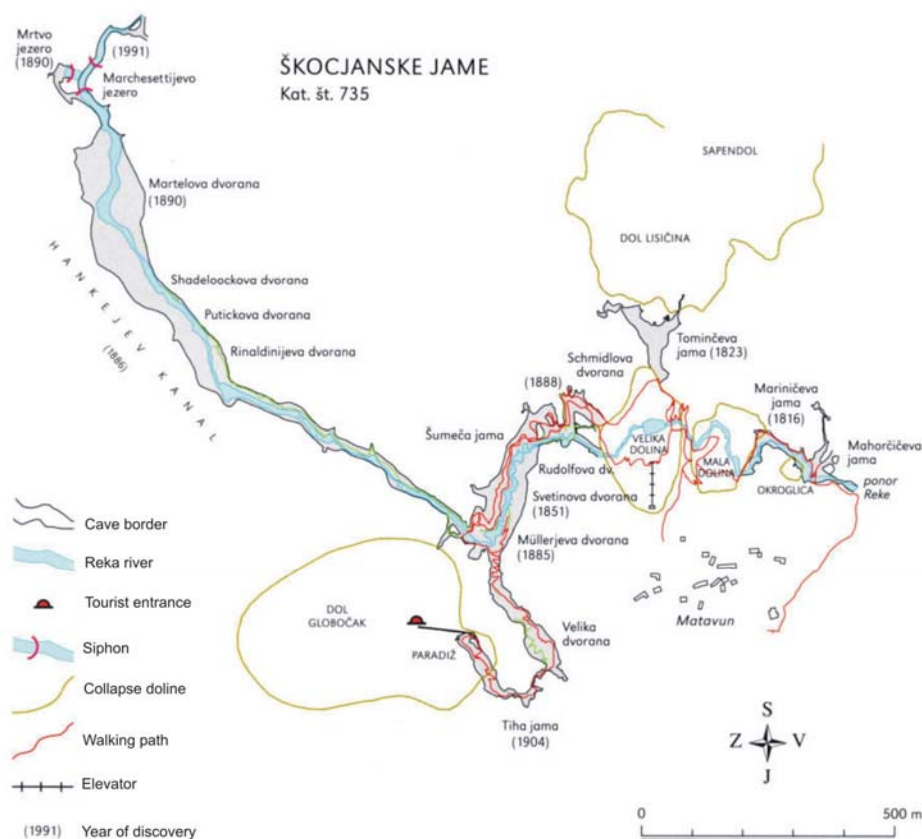 ŠKOCJANSKE JAME
Kat. št. 735
Mrtvo
jezero
(1890)
(1991)
Marchesettijevo
jezero
Martelova dvorana
(1890)
SAPENDOL
DOL LISIČINA
Shadeloockova dvorana
Putickova dvorana
Rinaldinijeva dvorana
HANKEJEV KANAL
(1886)
Tominčeva
jama (1823)
Schmidlova
dvorana
(1888)
Mariničeva
jama
(1816)
Šumeča jama
VELIKA
DOLINA
Mahorčičeva
jama
Rudolfova dv.
MALA
DOLINA
OKROGLICA
ponor
Reke
Svetinova dvorana
(1851)
Müllerjeva dvorana
(1885)
Matavun
DOL
GLOBOČAK
PARADIŽ
Velika
dvorana
Tiha jama
(1904)
Cave border
Reka river
Tourist entrance
Siphon
Collapse doline
Walking path
Elevator
(1991) Year of discovery
S
Z V
J
0 500 m